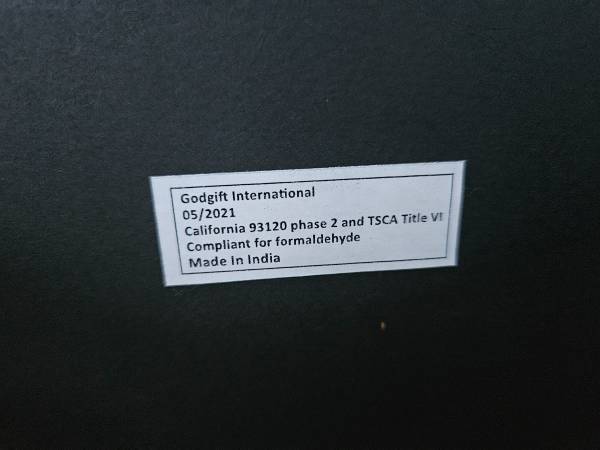 Godgift International
05/2021
California 93120 phase 2 and TSCA Title VI
Compliant for formaldehyde
Made In India